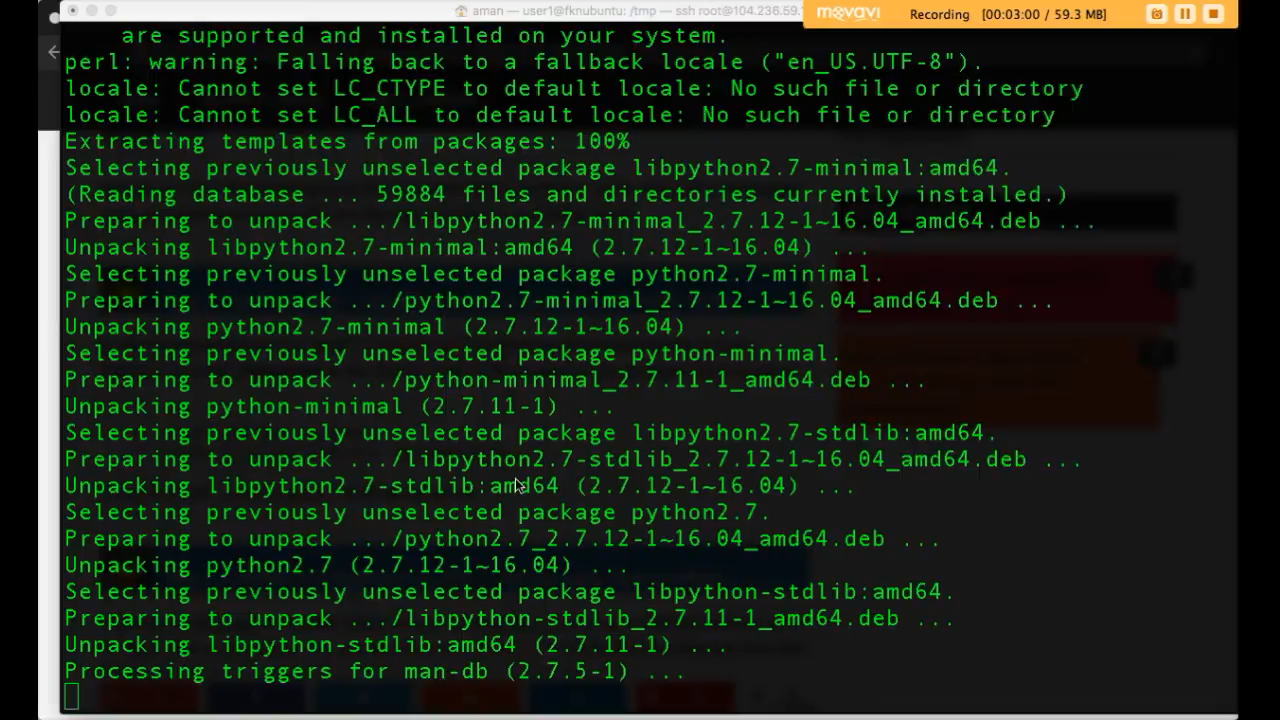 aman — user1@fknubuntu: /tmp — ssh root@104.236.59.
movavi
Recording [00:03:00 / 59.3 MB]
are supported and installed on your system.
perl: warning: Falling back to a fallback locale ("en_US.UTF-8").
locale: Cannot set LC_CTYPE to default locale: No such file or directory
locale: Cannot set LC_ALL to default locale: No such file or directory
Extracting templates from packages: 100%
Selecting previously unselected package libpython2.7-minimal:amd64.
(Reading database ... 59884 files and directories currently installed.)
Preparing to unpack .../libpython2.7-minimal_2.7.12-1~16.04_amd64.deb ...
Unpacking libpython2.7-minimal:amd64 (2.7.12-1~16.04) ...
Selecting previously unselected package python2.7-minimal.
Preparing to unpack .../python2.7-minimal_2.7.12-1~16.04_amd64.deb ...
Unpacking python2.7-minimal (2.7.12-1~16.04) ...
Selecting previously unselected package python-minimal.
Preparing to unpack .../python-minimal_2.7.11-1_amd64.deb ...
Unpacking python-minimal (2.7.11-1) ...
Selecting previously unselected package libpython2.7-stdlib:amd64.
Preparing to unpack .../libpython2.7-stdlib_2.7.12-1~16.04_amd64.deb ...
Unpacking libpython2.7-stdlib:amd64 (2.7.12-1~16.04) ...
Selecting previously unselected package python2.7.
Preparing to unpack .../python2.7_2.7.12-1~16.04_amd64.deb ...
Unpacking python2.7 (2.7.12-1~16.04) ...
Selecting previously unselected package libpython-stdlib:amd64.
Preparing to unpack .../libpython-stdlib_2.7.11-1_amd64.deb ...
Unpacking libpython-stdlib:amd64 (2.7.11-1) ...
Processing triggers for man-db (2.7.5-1) ...